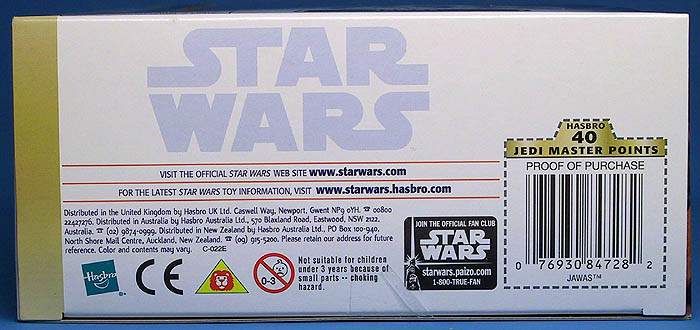 STAR
WARS
VISIT THE OFFICIAL STAR WARS WEB SITE www.starwars.com
FOR THE LATEST STAR WARS TOY INFORMATION, VISIT www.starwars.hasbro.com
Distributed in the United Kingdom by Hasbro UK Ltd. Caswell Way, Newport, Gwent NP9 0YH. ☎ 00800
22427276. Distributed in Australia by Hasbro Australia Ltd., 570 Blaxland Road, Eastwood, NSW 2122,
Australia. ☎ (02) 9874-0999. Distributed in New Zealand by Hasbro Australia Ltd., PO Box 100-940,
North Shore Mail Centre, Auckland, New Zealand. ☎ (09) 915-5200. Please retain our address for future
reference. Color and contents may vary. C-022E
Hasbro ®
CE
0-3
Not suitable for children
under 3 years because of
small parts -- choking
hazard.
JOIN THE OFFICIAL FAN CLUB
STAR
WARS
starwars.paizo.com
1-800-TRUE-FAN
HASBRO
40
JEDI MASTER POINTS
PROOF OF PURCHASE
0 76930 84728 2
JAWAS™